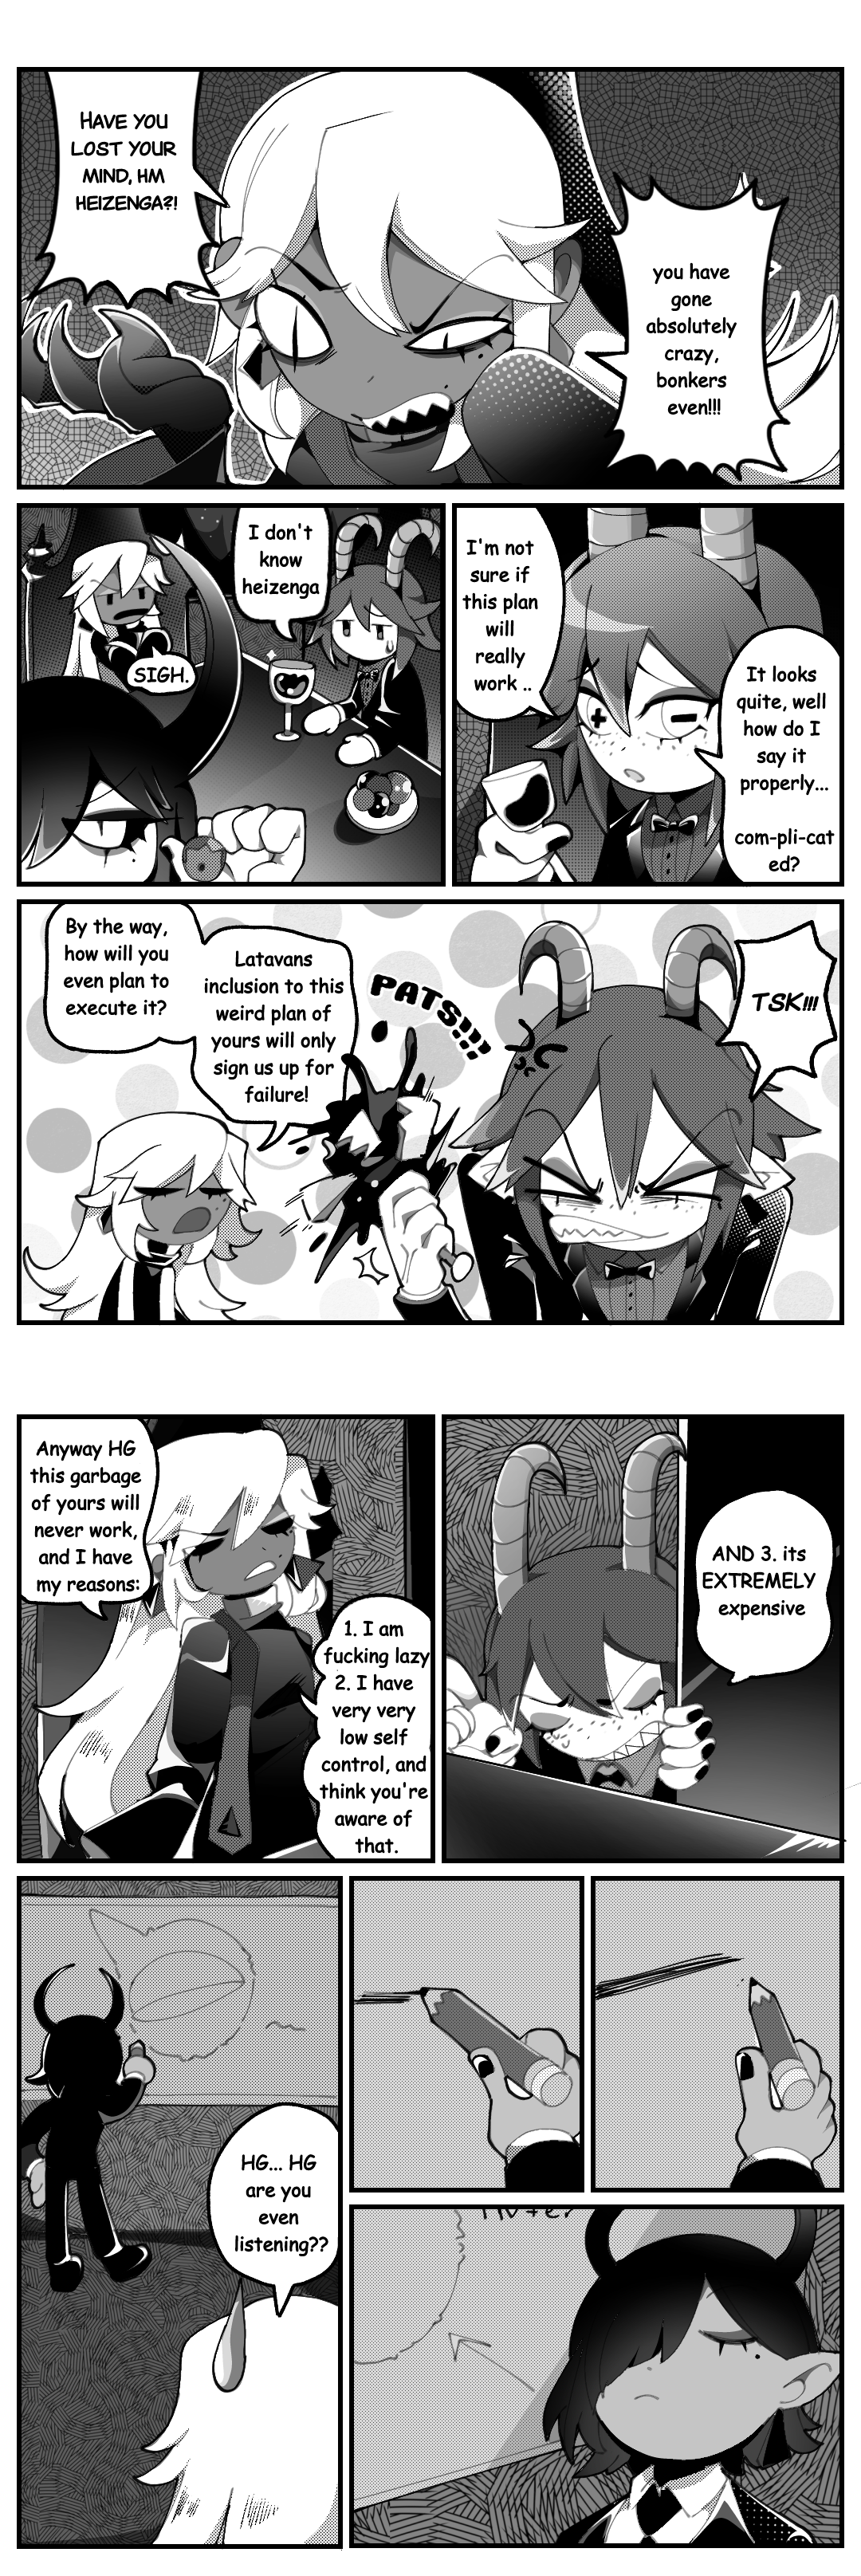 HAVE YOU
LOST YOUR
MIND, HM
HEIZENGA?!
you have
gone
absolutely
crazy,
bonkers
even!!!
I don't
know
heizenga
SIGH.
I'm not
sure if
this plan
will
really
work ..
It looks
quite, well
how do I
say it
properly...
com-pli-cat
ed?
By the way,
how will you
even plan to
execute it?
Latavans
inclusion to this
weird plan of
yours will only
sign us up for
failure!
PATS!!!
TSK!!!
Anyway HG
this garbage
of yours will
never work,
and I have
my reasons:
1. I am
fucking lazy
2. I have
very very
low self
control, and
think you're
aware of
that.
AND 3. its
EXTREMELY
expensive
HG... HG
are you
even
listening??